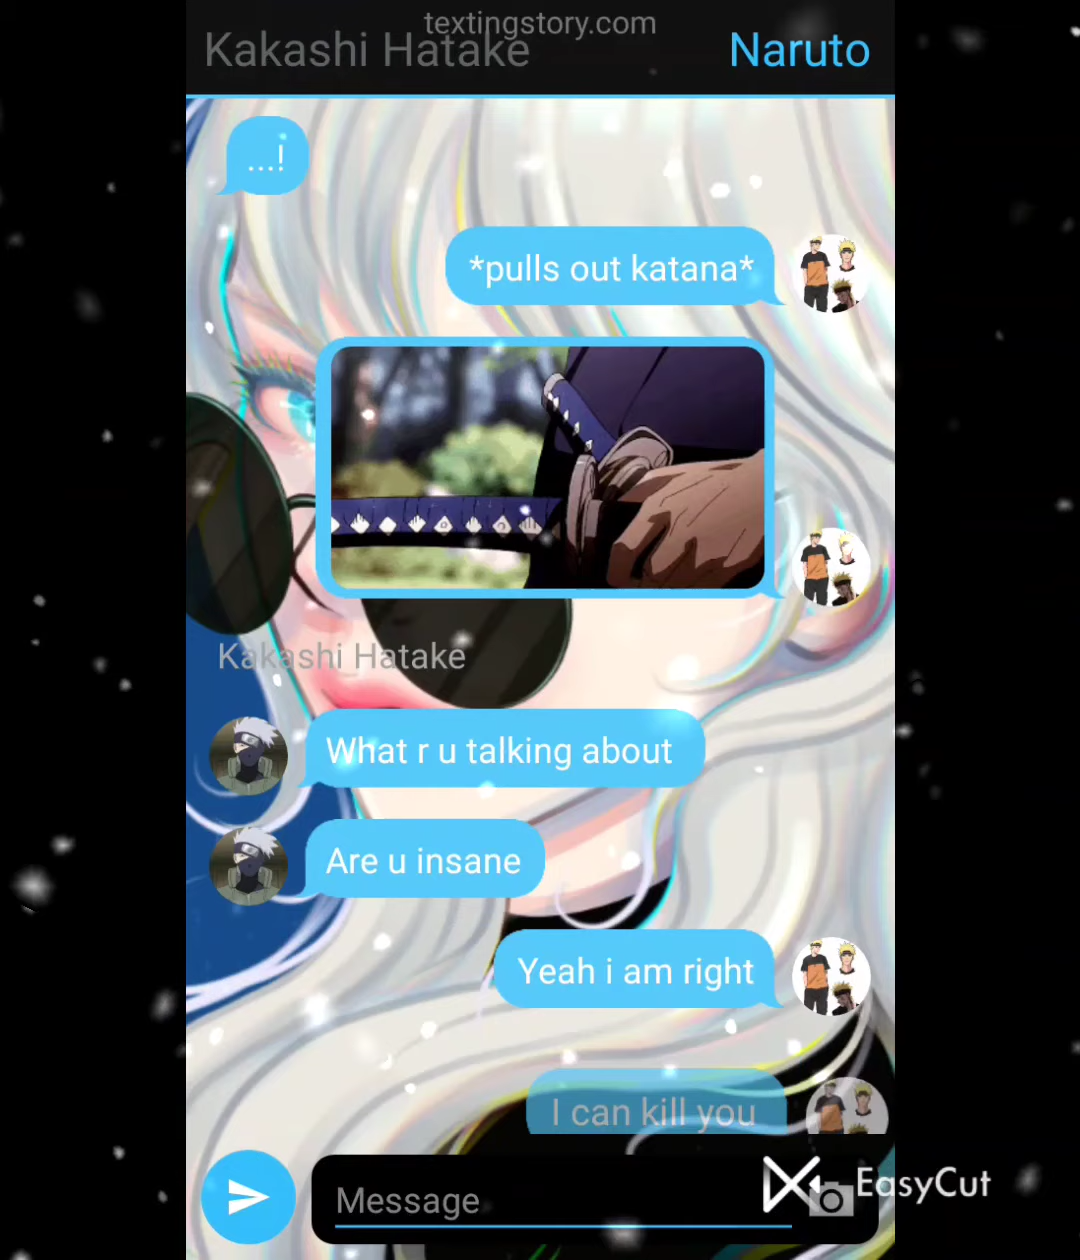 textingstory.com
Kakashi Hatake
Naruto
...!
*pulls out katana*
Kakashi Hatake
What r u talking about
Are u insane
Yeah i am right
I can kill you
Message
EasyCut